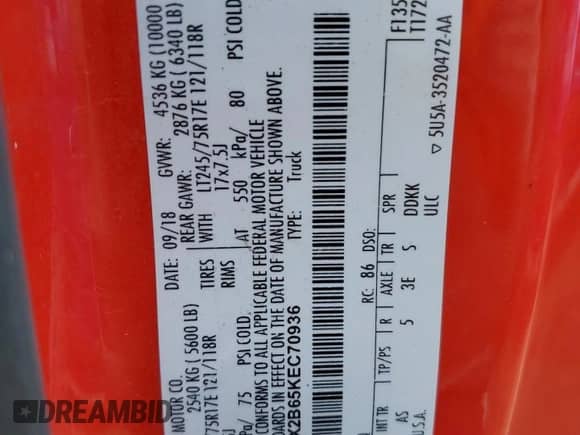 MOTOR CO.
DATE: 09/18 GVWR: 4536 KG (10000
2540 KG ( 5600 LB) REAR GAWR: 2876 KG ( 6340 LB)
75R17E 121/118R TIRES WITH LT245/75R17E 121/118R
RIMS 17x7.5J
75 PSI COLD AT 550 kPa/ 80 PSI COLD
CONFORMS TO ALL APPLICABLE FEDERAL MOTOR VEHICLE
IN EFFECT ON THE DATE OF MANUFACTURE SHOWN ABOVE.
X2B65KEC70936 TYPE: Truck
F135
T172
RC: 86 DSO:
INT TR TP/PS R AXLE TR SPR
AS 5 3E S DDKK
U.S.A. ULC
▽ 5U5A-3520472-AA
DREAMBID